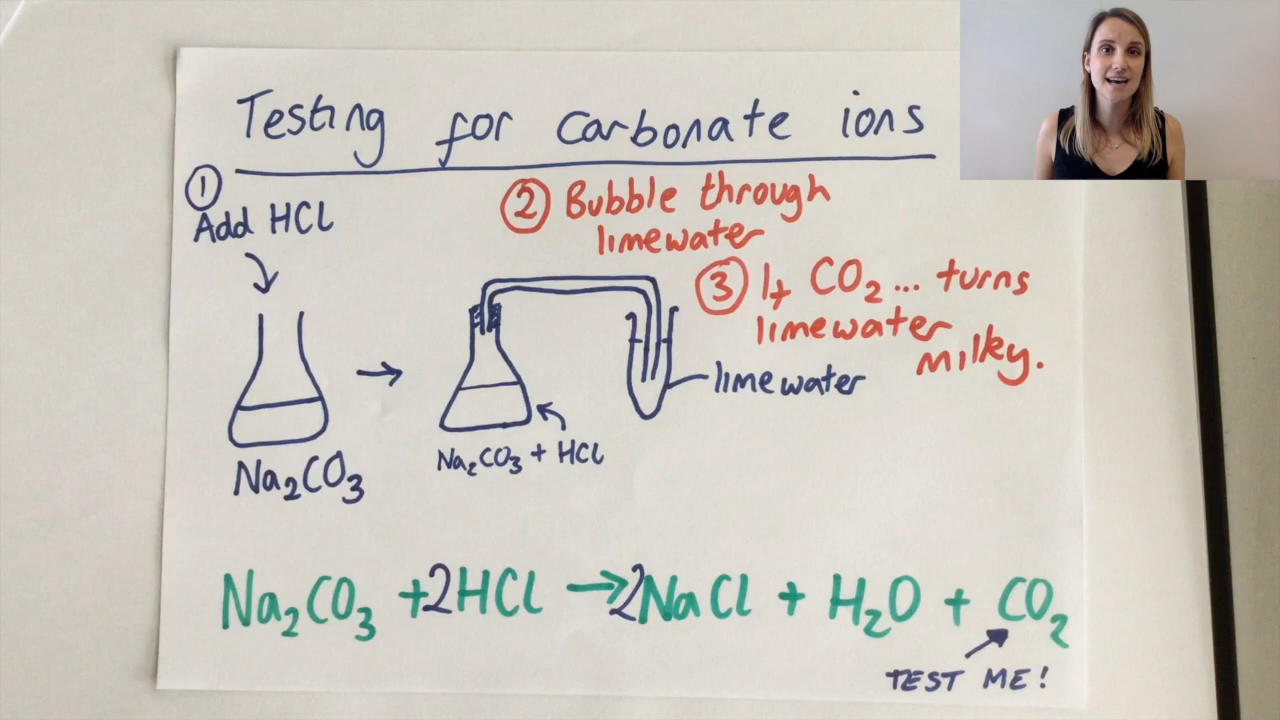 Testing for carbonate ions
①
Add HCl
② Bubble through
limewater
③ If CO₂... turns
limewater
milky.
limewater
Na₂CO₃
Na₂CO₃ + HCl
Na₂CO₃ + 2HCl → 2NaCl + H₂O + CO₂
TEST ME!